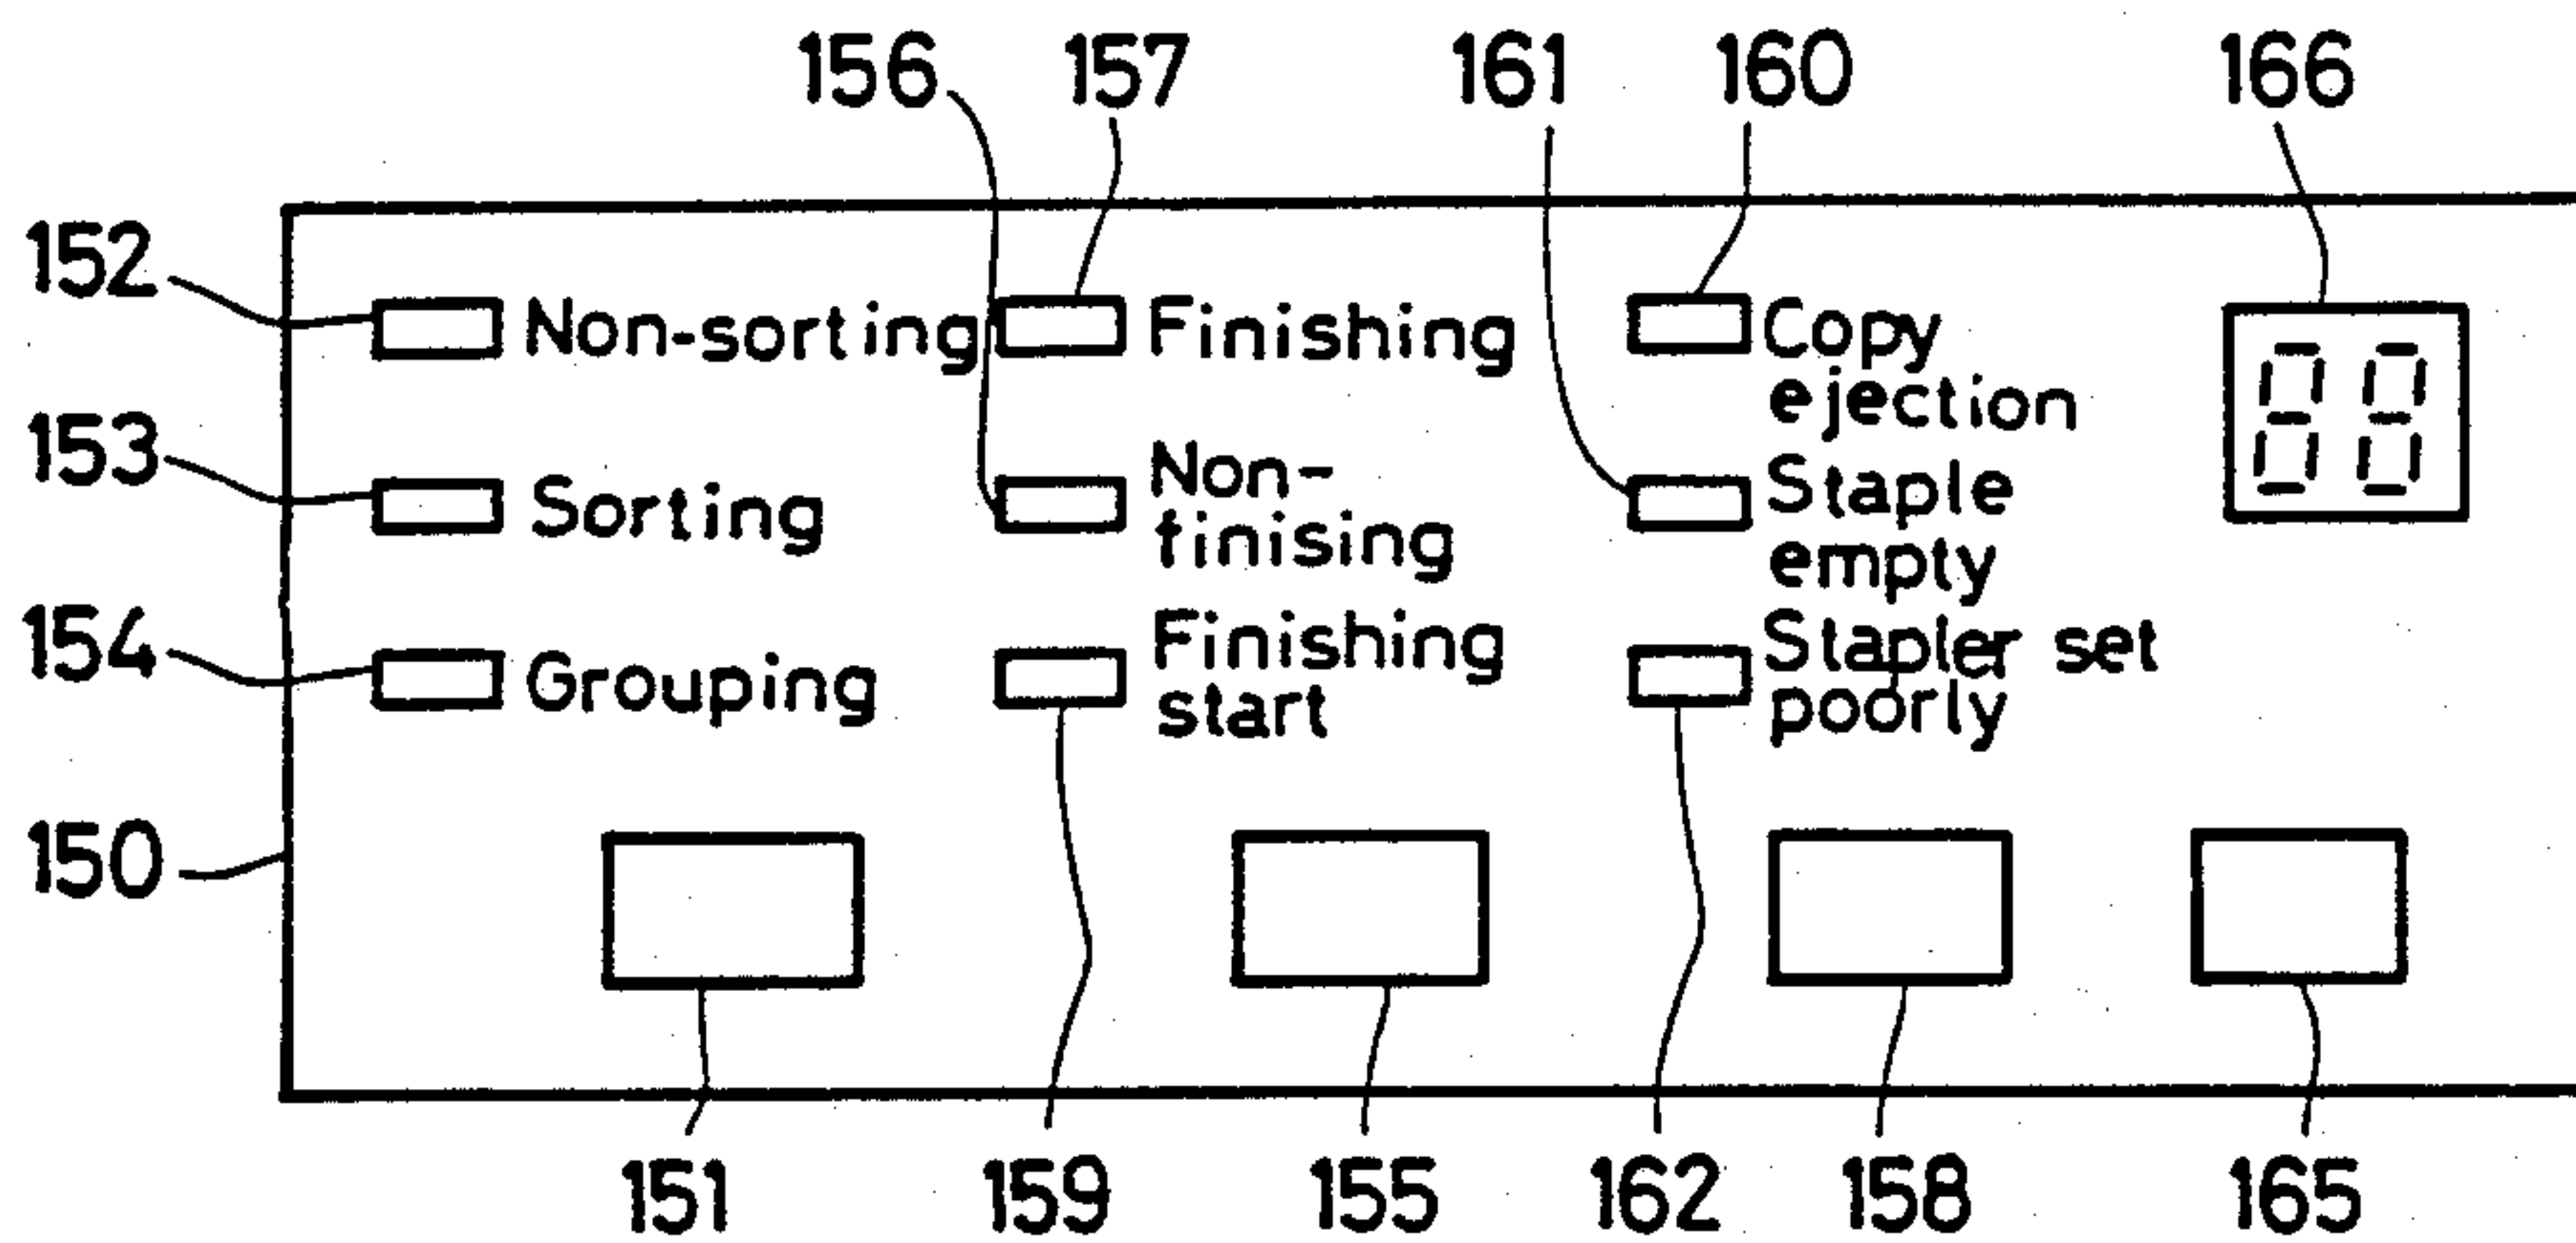 156 157 161 160 166
152 Non-sorting Finishing Copy
ejection
153 Sorting Non-
finising Staple
empty
154 Grouping Finishing
start Stapler set
poorly
150
151 159 155 162 158 165